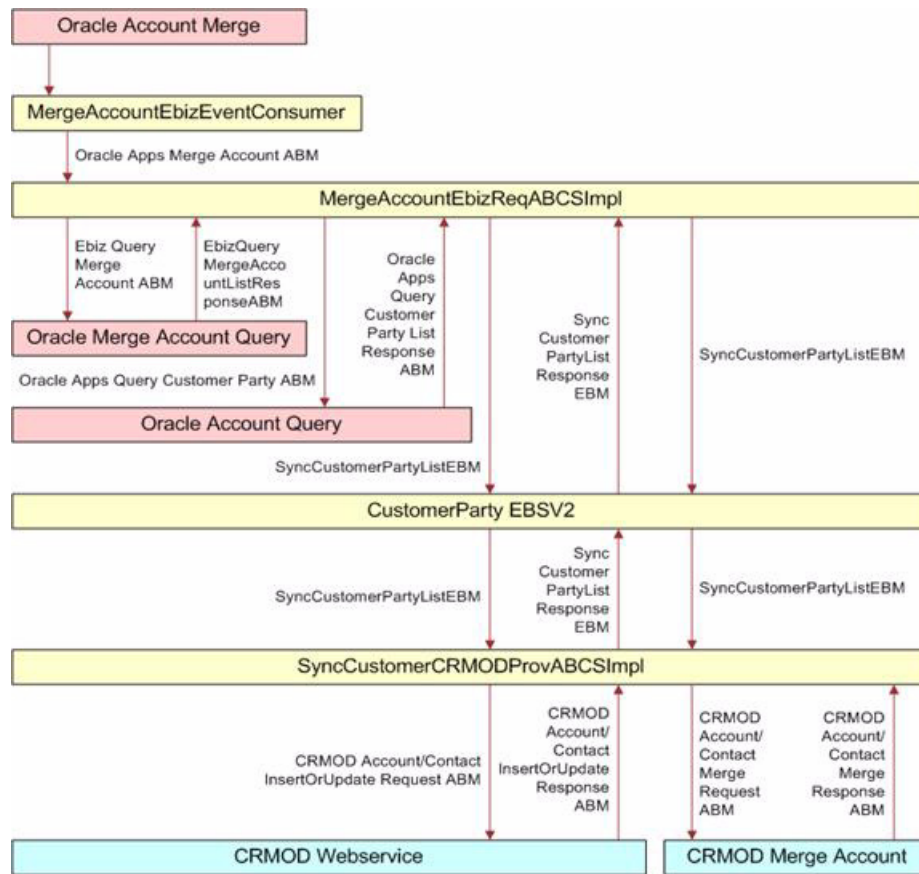 Oracle Account Merge
MergeAccountEbizEventConsumer
Oracle Apps Merge Account ABM
MergeAccountEbizReqABCSImpl
Ebiz Query
Merge
Account ABM
EbizQuery
MergeAcco
untListRes
ponseABM
Oracle
Apps
Query
Customer
Party List
Response
ABM
Sync
Customer
PartyList
Response
EBM
SyncCustomerPartyListEBM
Oracle Merge Account Query
Oracle Apps Query Customer Party ABM
Oracle Account Query
SyncCustomerPartyListEBM
CustomerParty EBSV2
SyncCustomerPartyListEBM
Sync
Customer
PartyList
Response
EBM
SyncCustomerPartyListEBM
SyncCustomerCRMODProvABCSImpl
CRMOD Account/Contact
InsertOrUpdate Request ABM
CRMOD
Account/
Contact
InsertOrUpdate
Response
ABM
CRMOD
Account/
Contact
Merge
Request
ABM
CRMOD
Account/
Contact
Merge
Response
ABM
CRMOD Webservice
CRMOD Merge Account